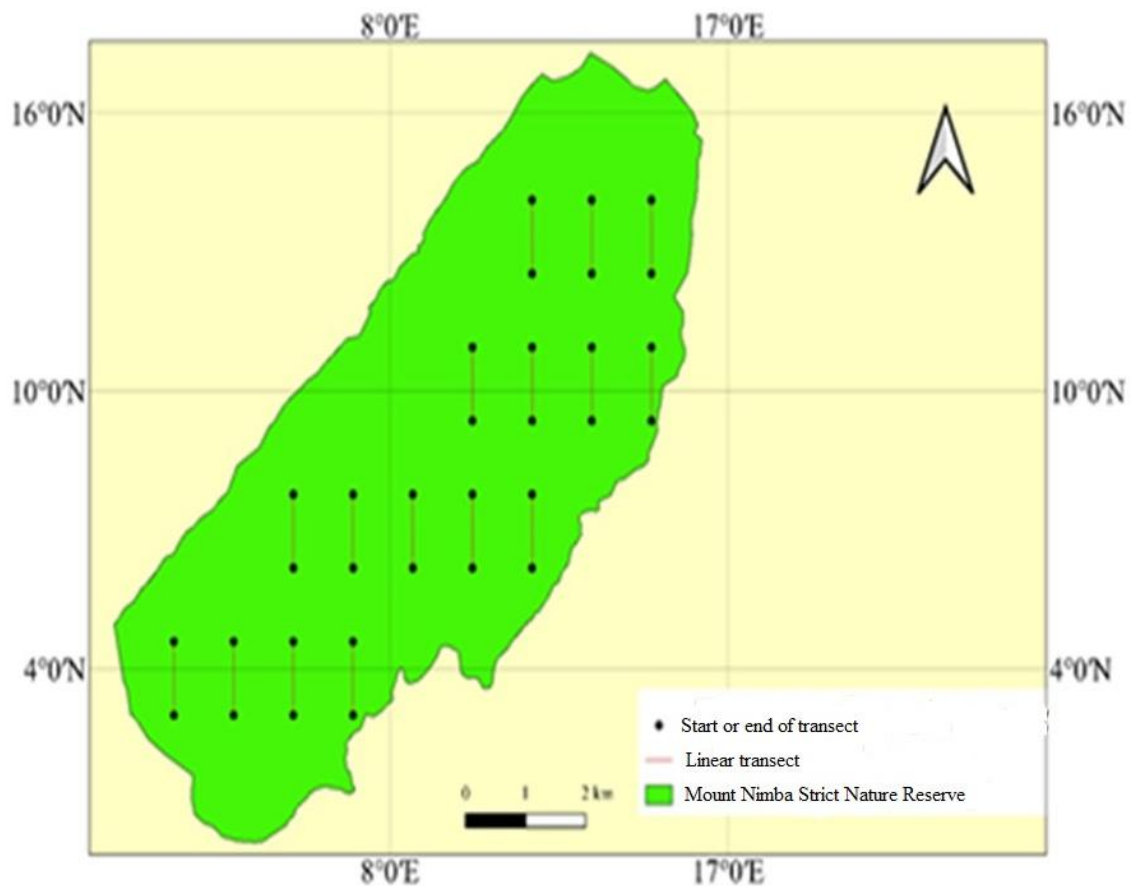 8°0'E 17°0'E
16°0'N 16°0'N
10°0'N 10°0'N
4°0'N 4°0'N
Start or end of transect
Linear transect
0 1 2 km
Mount Nimba Strict Nature Reserve
8°0'E 17°0'E